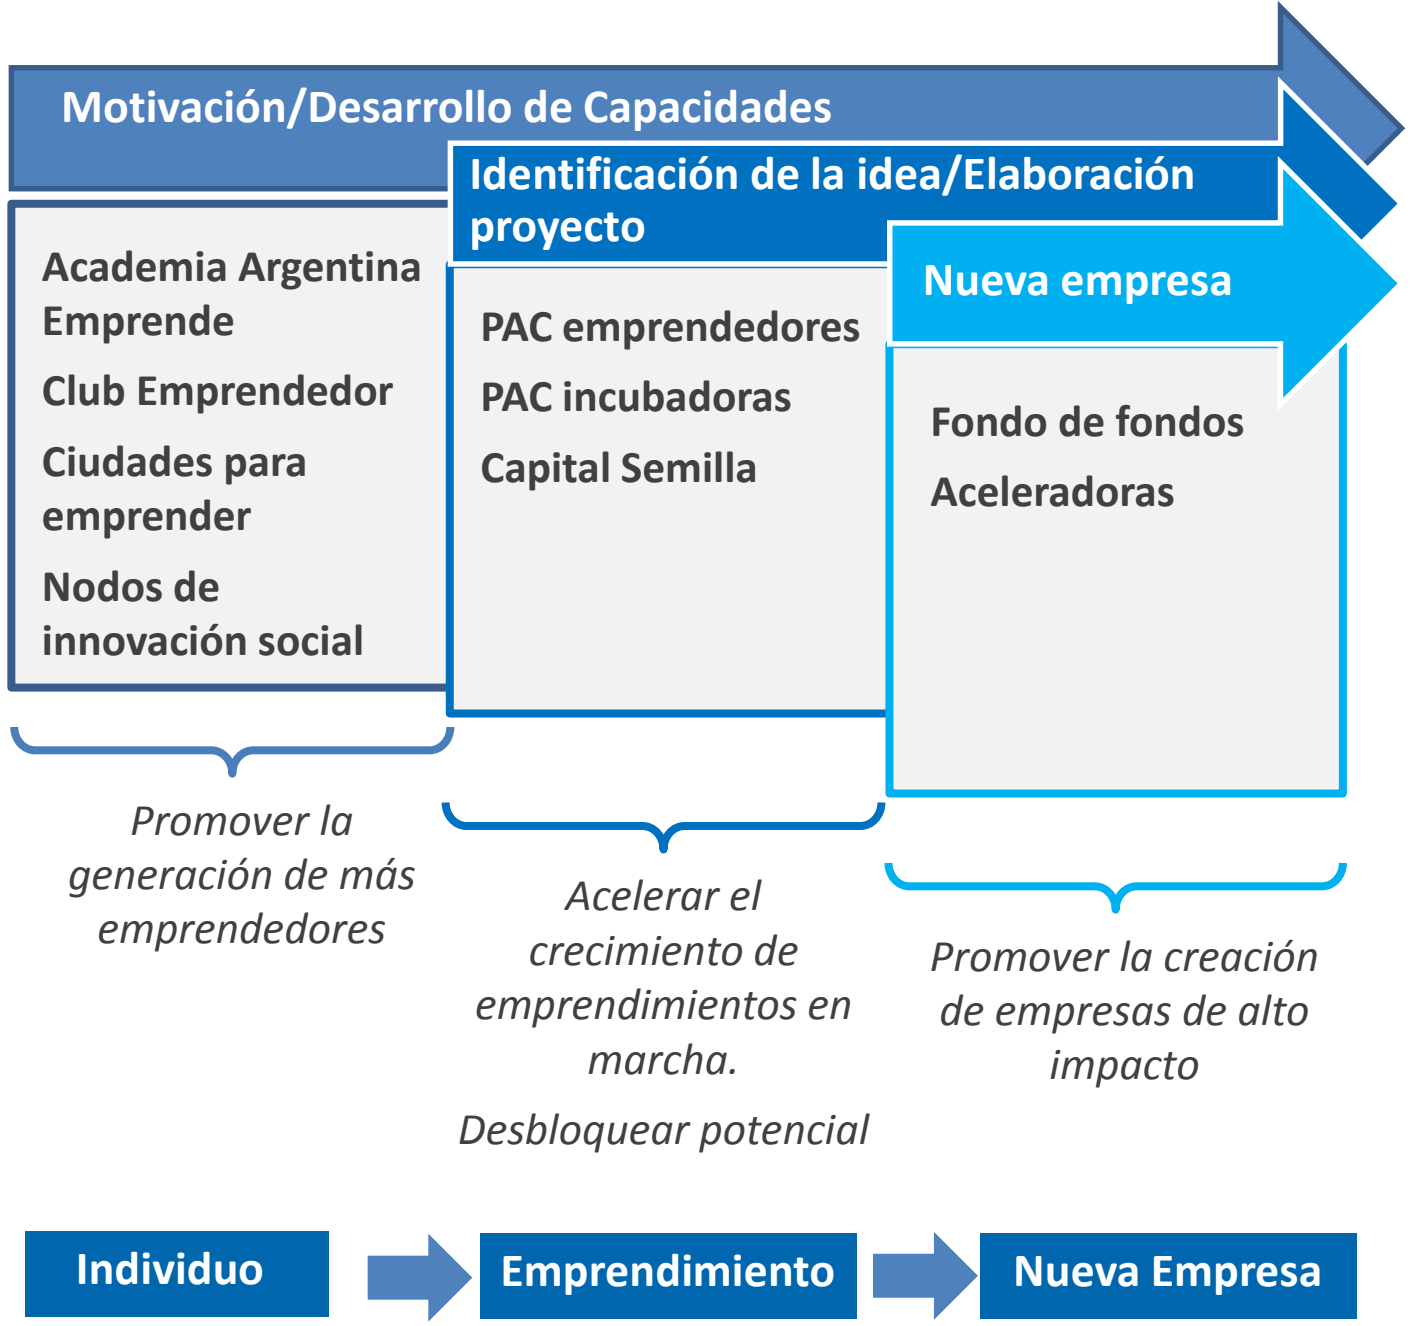 Motivación/Desarrollo de Capacidades
Identificación de la idea/Elaboración
proyecto
Nueva empresa
Academia Argentina
Emprende
Club Emprendedor
Ciudades para
emprender
Nodos de
innovación social
PAC emprendedores
PAC incubadoras
Capital Semilla
Fondo de fondos
Aceleradoras
Promover la
generación de más
emprendedores
Acelerar el
crecimiento de
emprendimientos en
marcha.
Desbloquear potencial
Promover la creación
de empresas de alto
impacto
Individuo
Emprendimiento
Nueva Empresa